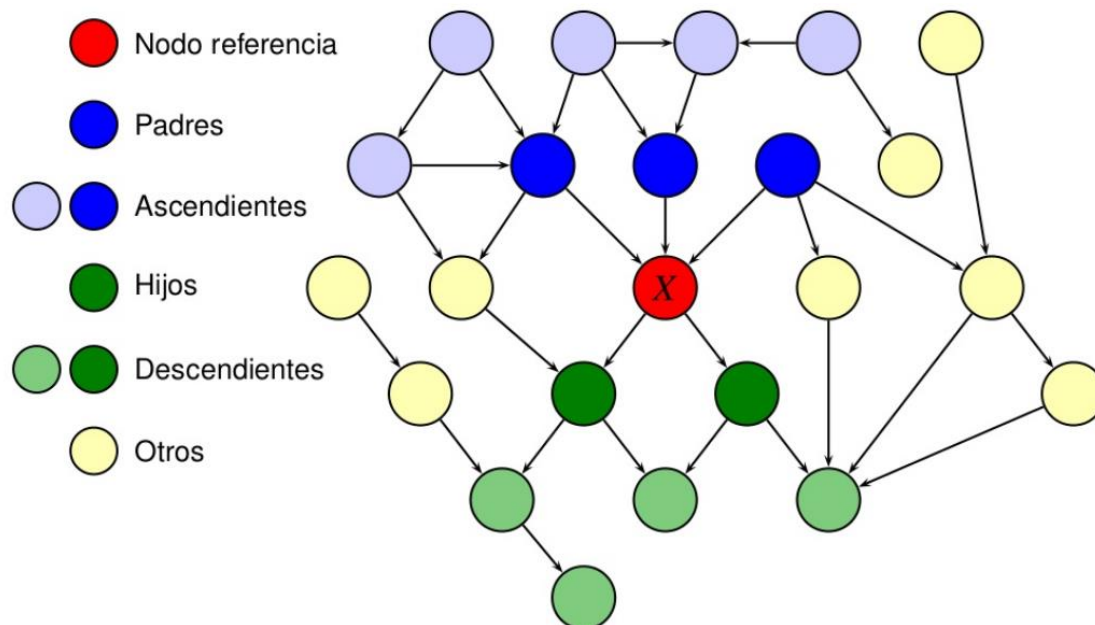 Nodo referencia
Padres
Ascendientes
Hijos
Descendientes
Otros
X